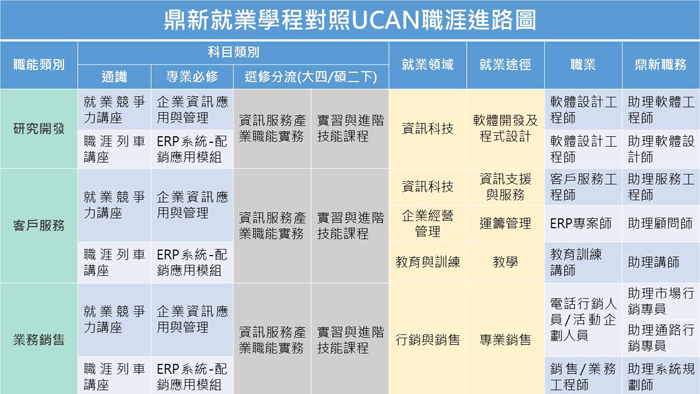 鼎新就業學程對照UCAN職涯進路圖
職能類別
科目類別
就業領域
就業途徑
職業
鼎新職務
通識
專業必修
選修分流(大四/碩二下)
研究開發
就業競爭
力講座
企業資訊應
用與管理
資訊服務產
業職能實務
實習與進階
技能課程
資訊科技
軟體開發及
程式設計
軟體設計工
程師
助理軟體工
程師
職涯列車
講座
ERP系統-配
銷應用模組
軟體設計工
程師
助理軟體設
計師
客戶服務
就業競爭
力講座
企業資訊應
用與管理
資訊服務產
業職能實務
實習與進階
技能課程
資訊科技
資訊支援
與服務
客戶服務工
程師
助理服務工
程師
企業經營
管理
運籌管理
ERP專案師
助理顧問師
職涯列車
講座
ERP系統-配
銷應用模組
教育與訓練
教學
教育訓練
講師
助理講師
業務銷售
就業競爭
力講座
企業資訊應
用與管理
資訊服務產
業職能實務
實習與進階
技能課程
行銷與銷售
專業銷售
電話行銷人
員/活動企
劃人員
助理市場行
銷專員
助理通路行
銷專員
職涯列車
講座
ERP系統-配
銷應用模組
銷售/業務
工程師
助理系統規
劃師